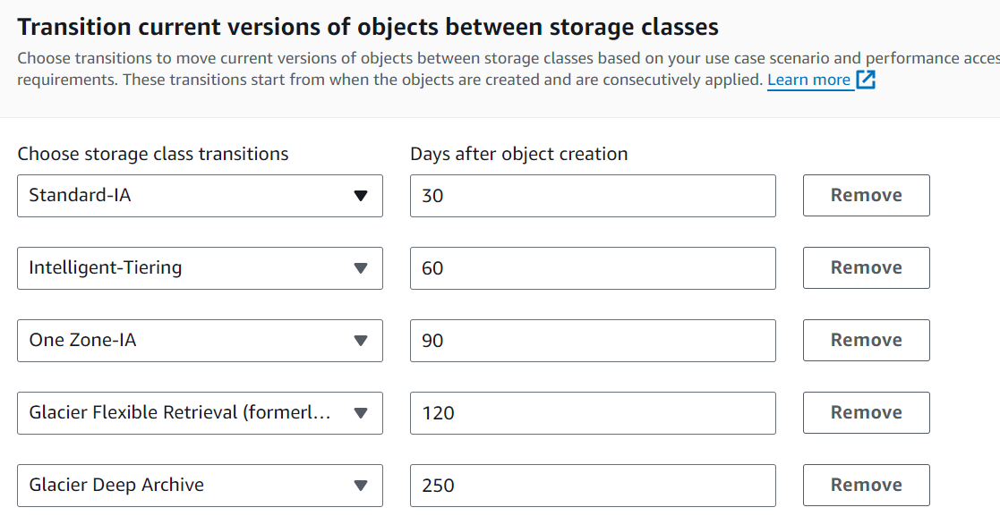 Transition current versions of objects between storage classes
Choose transitions to move current versions of objects between storage classes based on your use case scenario and performance acces
requirements. These transitions start from when the objects are created and are consecutively applied. Learn more
Choose storage class transitions Days after object creation
Standard-IA 30 Remove
Intelligent-Tiering 60 Remove
One Zone-IA 90 Remove
Glacier Flexible Retrieval (formerl... 120 Remove
Glacier Deep Archive 250 Remove